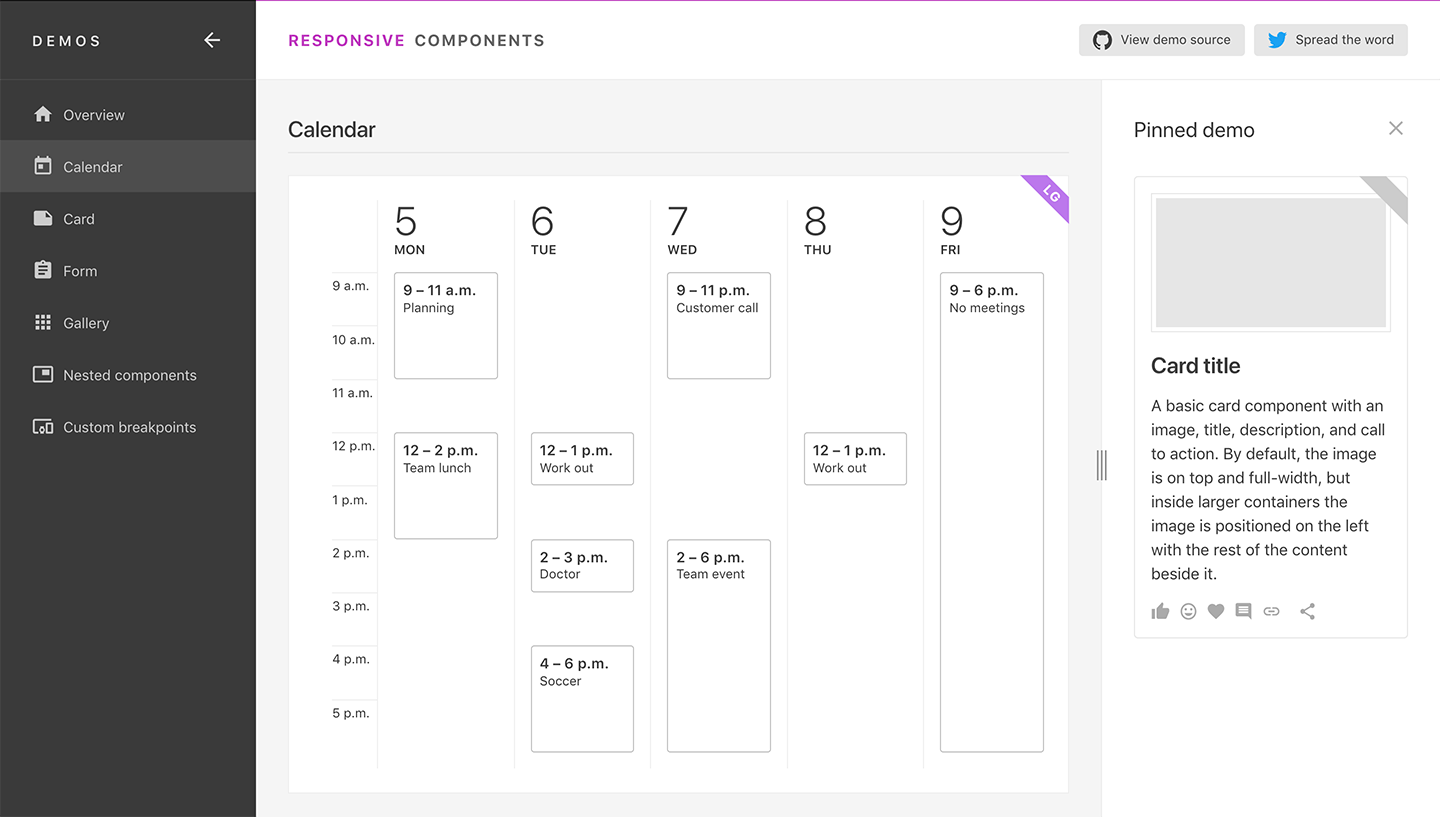 DEMOS
RESPONSIVE COMPONENTS
View demo source
Spread the word
Overview
Calendar
Card
Form
Gallery
Nested components
Custom breakpoints
Calendar
LG
5
MON
6
TUE
7
WED
8
THU
9
FRI
9 a.m.
10 a.m.
11 a.m.
12 p.m.
1 p.m.
2 p.m.
3 p.m.
4 p.m.
5 p.m.
9 – 11 a.m.
Planning
12 – 2 p.m.
Team lunch
12 – 1 p.m.
Work out
2 – 3 p.m.
Doctor
4 – 6 p.m.
Soccer
9 – 11 p.m.
Customer call
2 – 6 p.m.
Team event
12 – 1 p.m.
Work out
9 – 6 p.m.
No meetings
Pinned demo
Card title
A basic card component with an
image, title, description, and call
to action. By default, the image
is on top and full-width, but
inside larger containers the
image is positioned on the left
with the rest of the content
beside it.